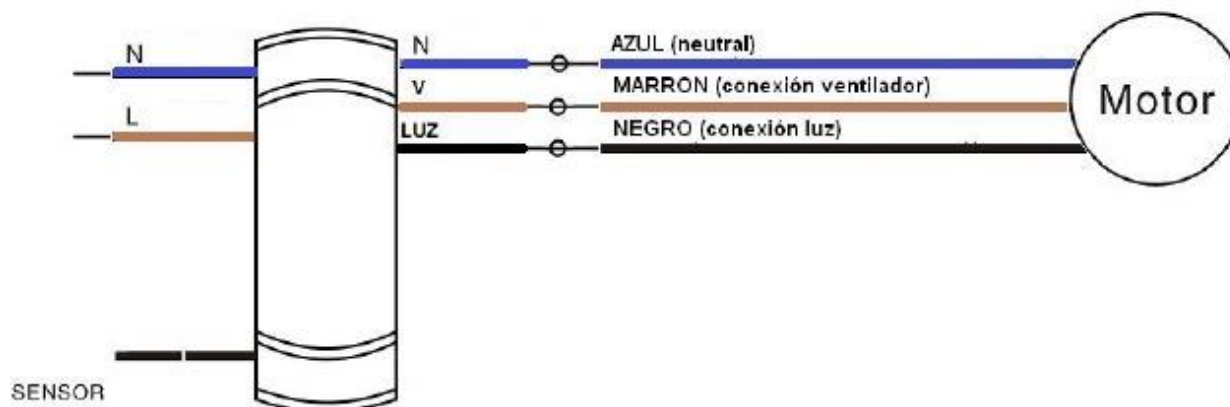 N
L
SENSOR
N
V
LUZ
AZUL (neutral)
MARRON (conexión ventilador)
NEGRO (conexión luz)
Motor